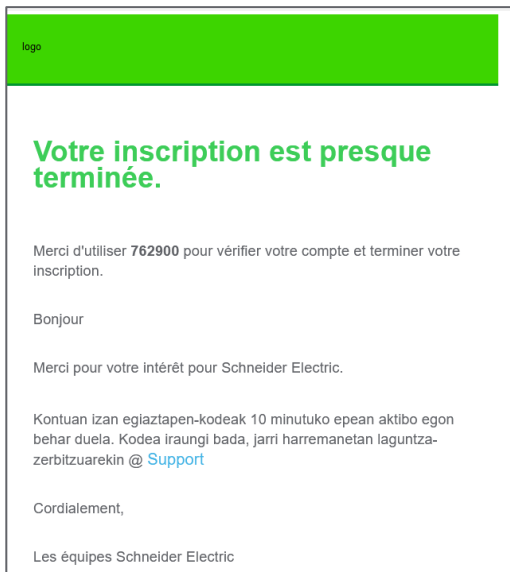 logo
Votre inscription est presque
terminée.
Merci d'utiliser 762900 pour vérifier votre compte et terminer votre
inscription.
Bonjour
Merci pour votre intérêt pour Schneider Electric.
Kontuan izan egiaztapen-kodeak 10 minutuko epean aktibo egon
behar duela. Kodea iraungi bada, jarri harremanetan laguntza-
zerbitzuarekin @ Support
Cordialement,
Les équipes Schneider Electric